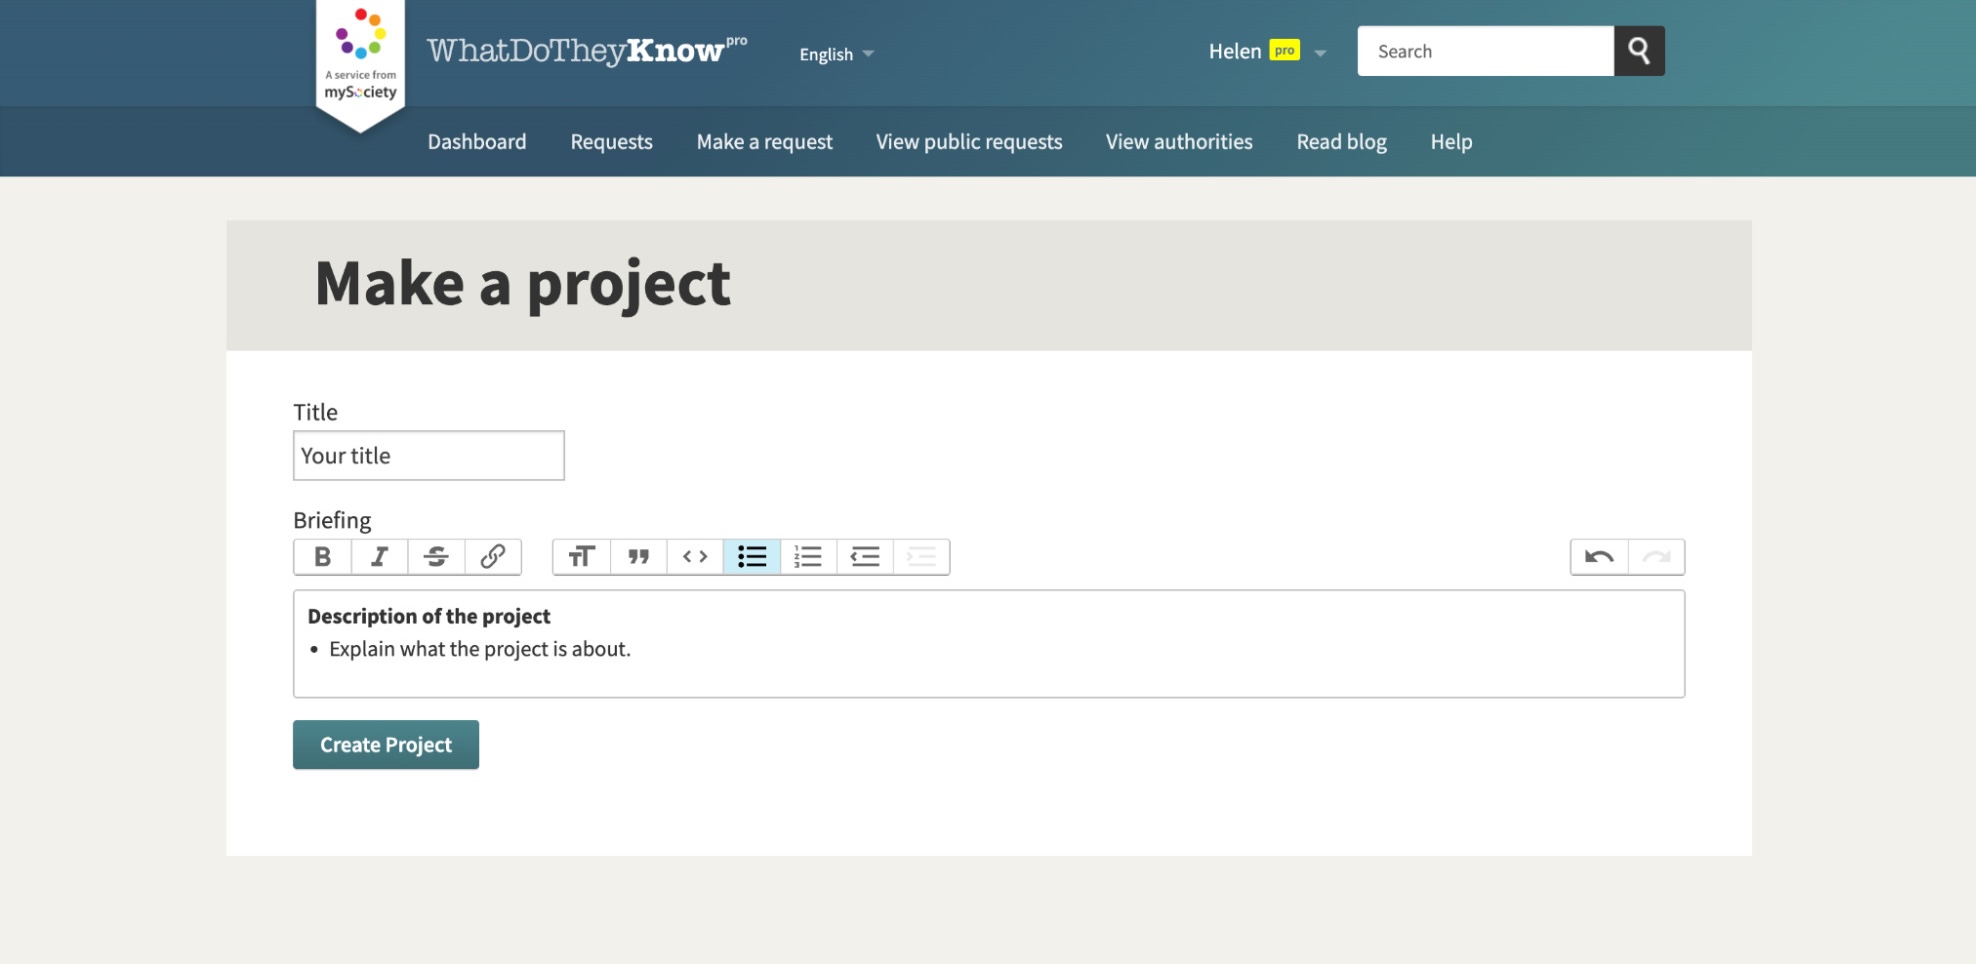 A service from
mySociety
WhatDoTheyKnow pro
English
Helen pro
Search
Dashboard Requests Make a request View public requests View authorities Read blog Help
Make a project
Title
Your title
Briefing
Description of the project
• Explain what the project is about.
Create Project